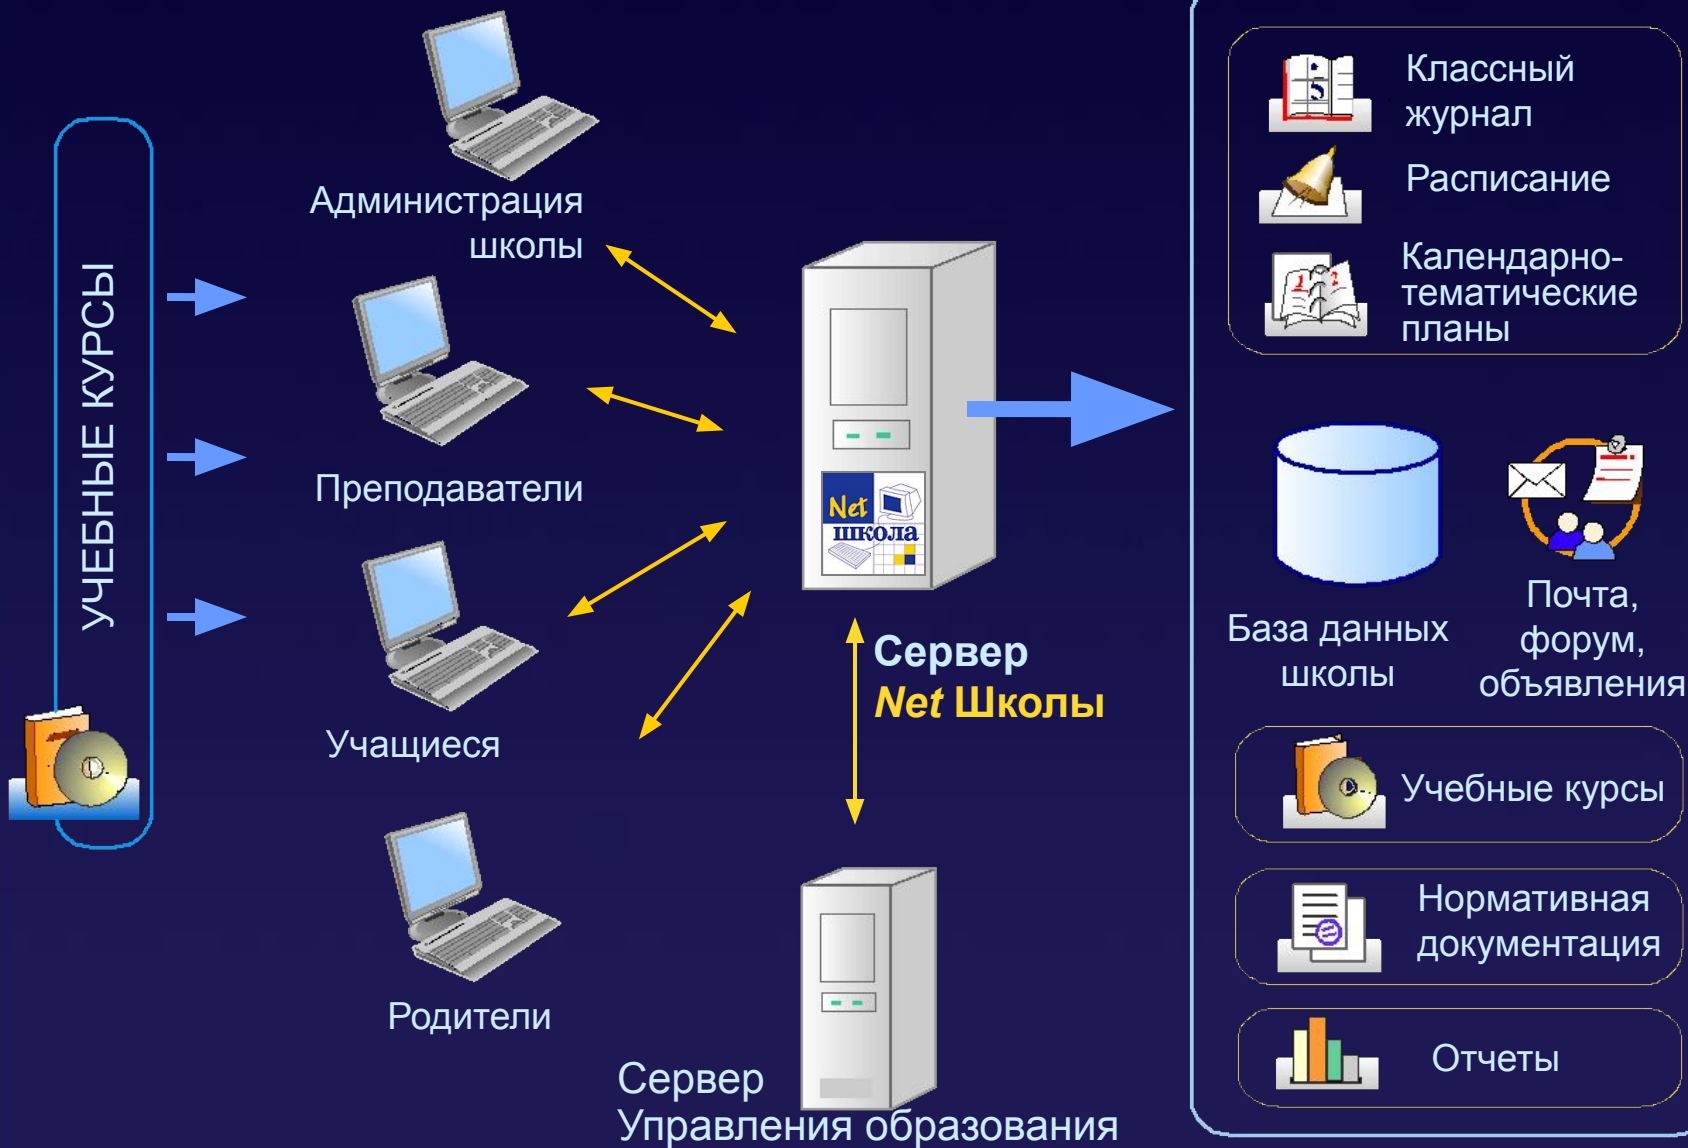 УЧЕБНЫЕ КУРСЫ
Администрация
школы
Преподаватели
Учащиеся
Родители
Net
школа
Сервер
Net Школы
Сервер
Управления образования
Классный
журнал
Расписание
Календарно-
тематические
планы
База данных
школы
Почта,
форум,
объявления
Учебные курсы
Нормативная
документация
Отчеты